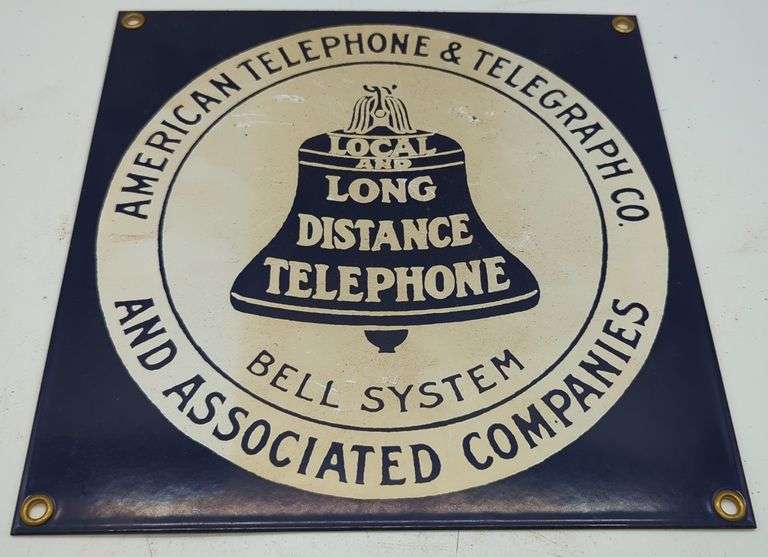 AMERICAN TELEPHONE & TELEGRAPH CO.
LOCAL
AND
LONG
DISTANCE
TELEPHONE
BELL SYSTEM
AND ASSOCIATED COMPANIES